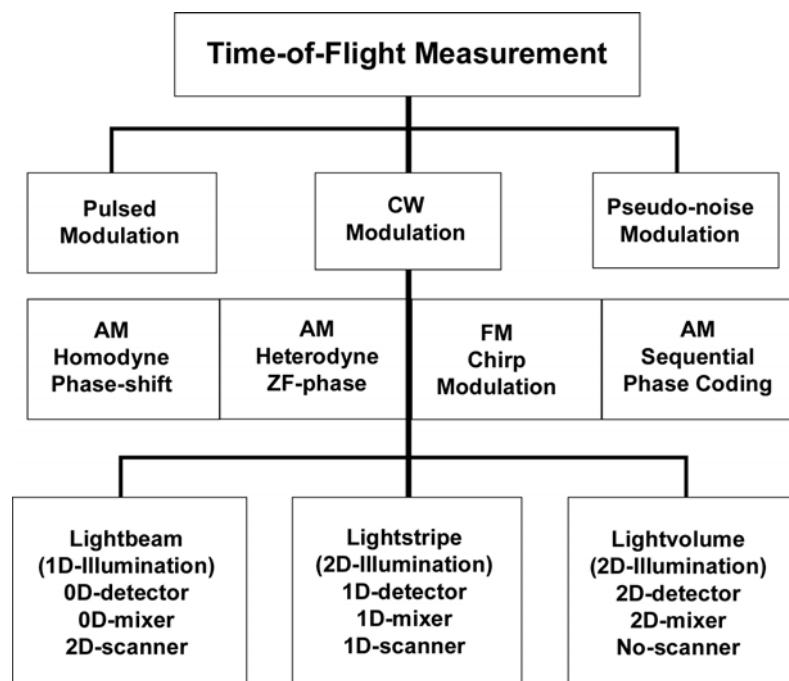 Time-of-Flight Measurement
Pulsed
Modulation
CW
Modulation
Pseudo-noise
Modulation
AM
Homodyne
Phase-shift
AM
Heterodyne
ZF-phase
FM
Chirp
Modulation
AM
Sequential
Phase Coding
Lightbeam
(1D-Illumination)
0D-detector
0D-mixer
2D-scanner
Lightstripe
(2D-Illumination)
1D-detector
1D-mixer
1D-scanner
Lightvolume
(2D-Illumination)
2D-detector
2D-mixer
No-scanner